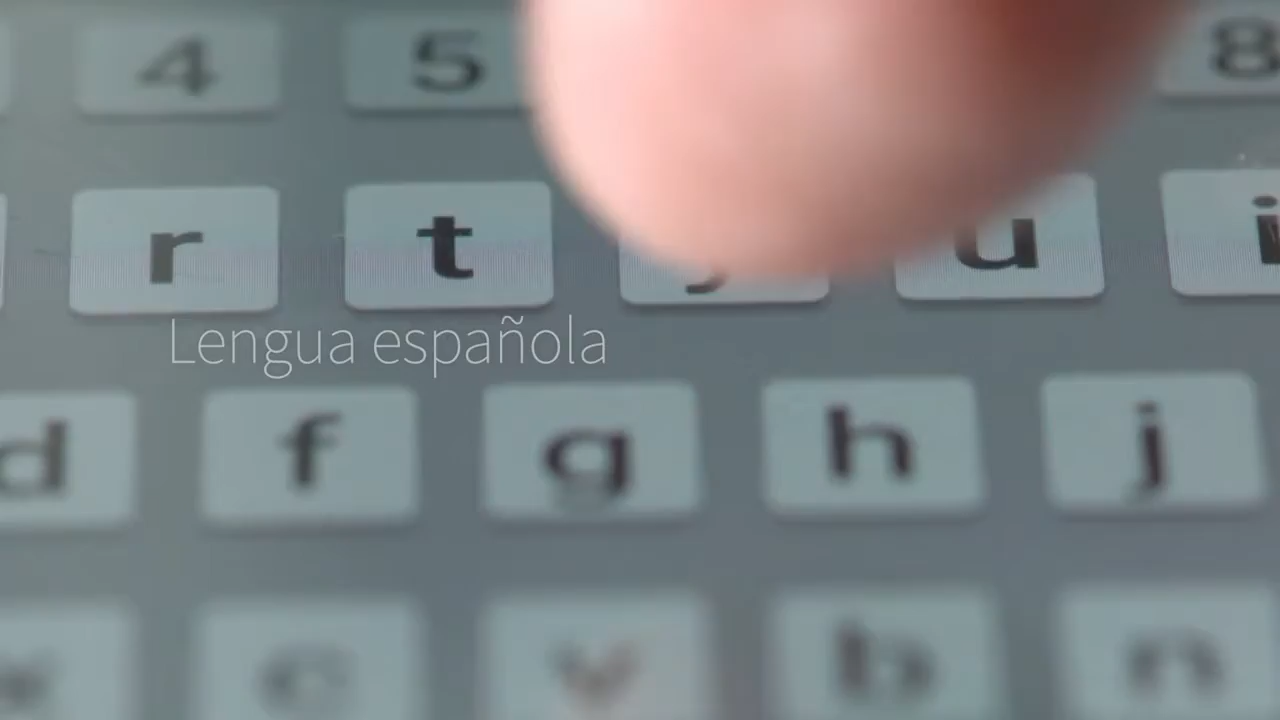 4 5 8
r t u i
Lengua española
d f g h j
c v b n